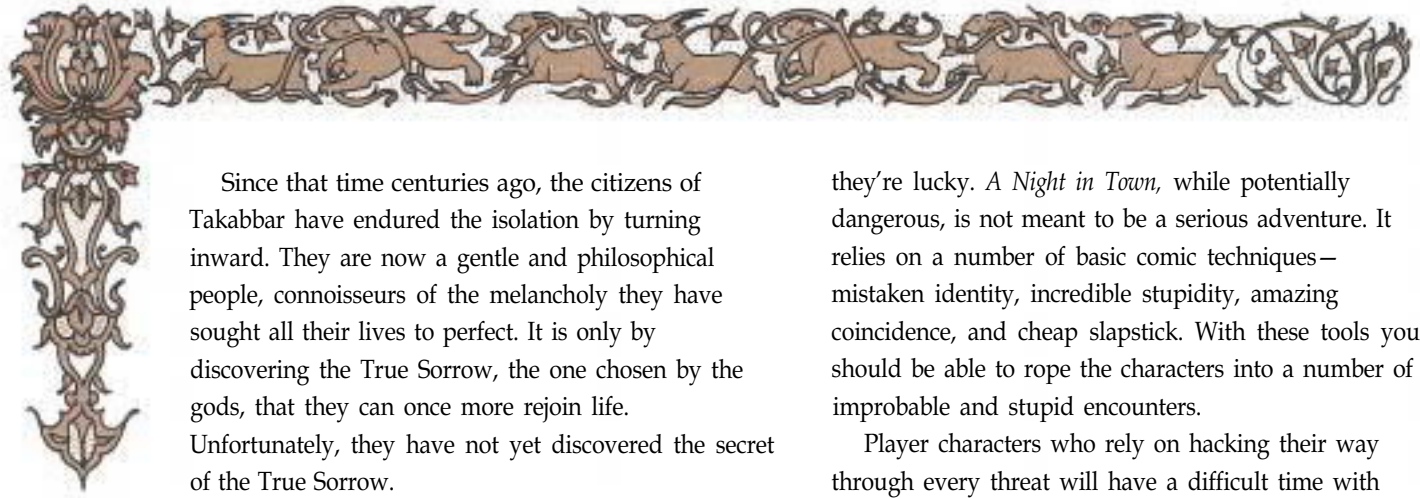 Since that time centuries ago, the citizens of
Takabbar have endured the isolation by turning
inward. They are now a gentle and philosophical
people, connoisseurs of the melancholy they have
sought all their lives to perfect. It is only by
discovering the True Sorrow, the one chosen by the
gods, that they can once more rejoin life.
Unfortunately, they have not yet discovered the secret
of the True Sorrow.
they're lucky. A Night in Town, while potentially
dangerous, is not meant to be a serious adventure. It
relies on a number of basic comic techniques—
mistaken identity, incredible stupidity, amazing
coincidence, and cheap slapstick. With these tools you
should be able to rope the characters into a number of
improbable and stupid encounters.
Player characters who rely on hacking their way
through every threat will have a difficult time with